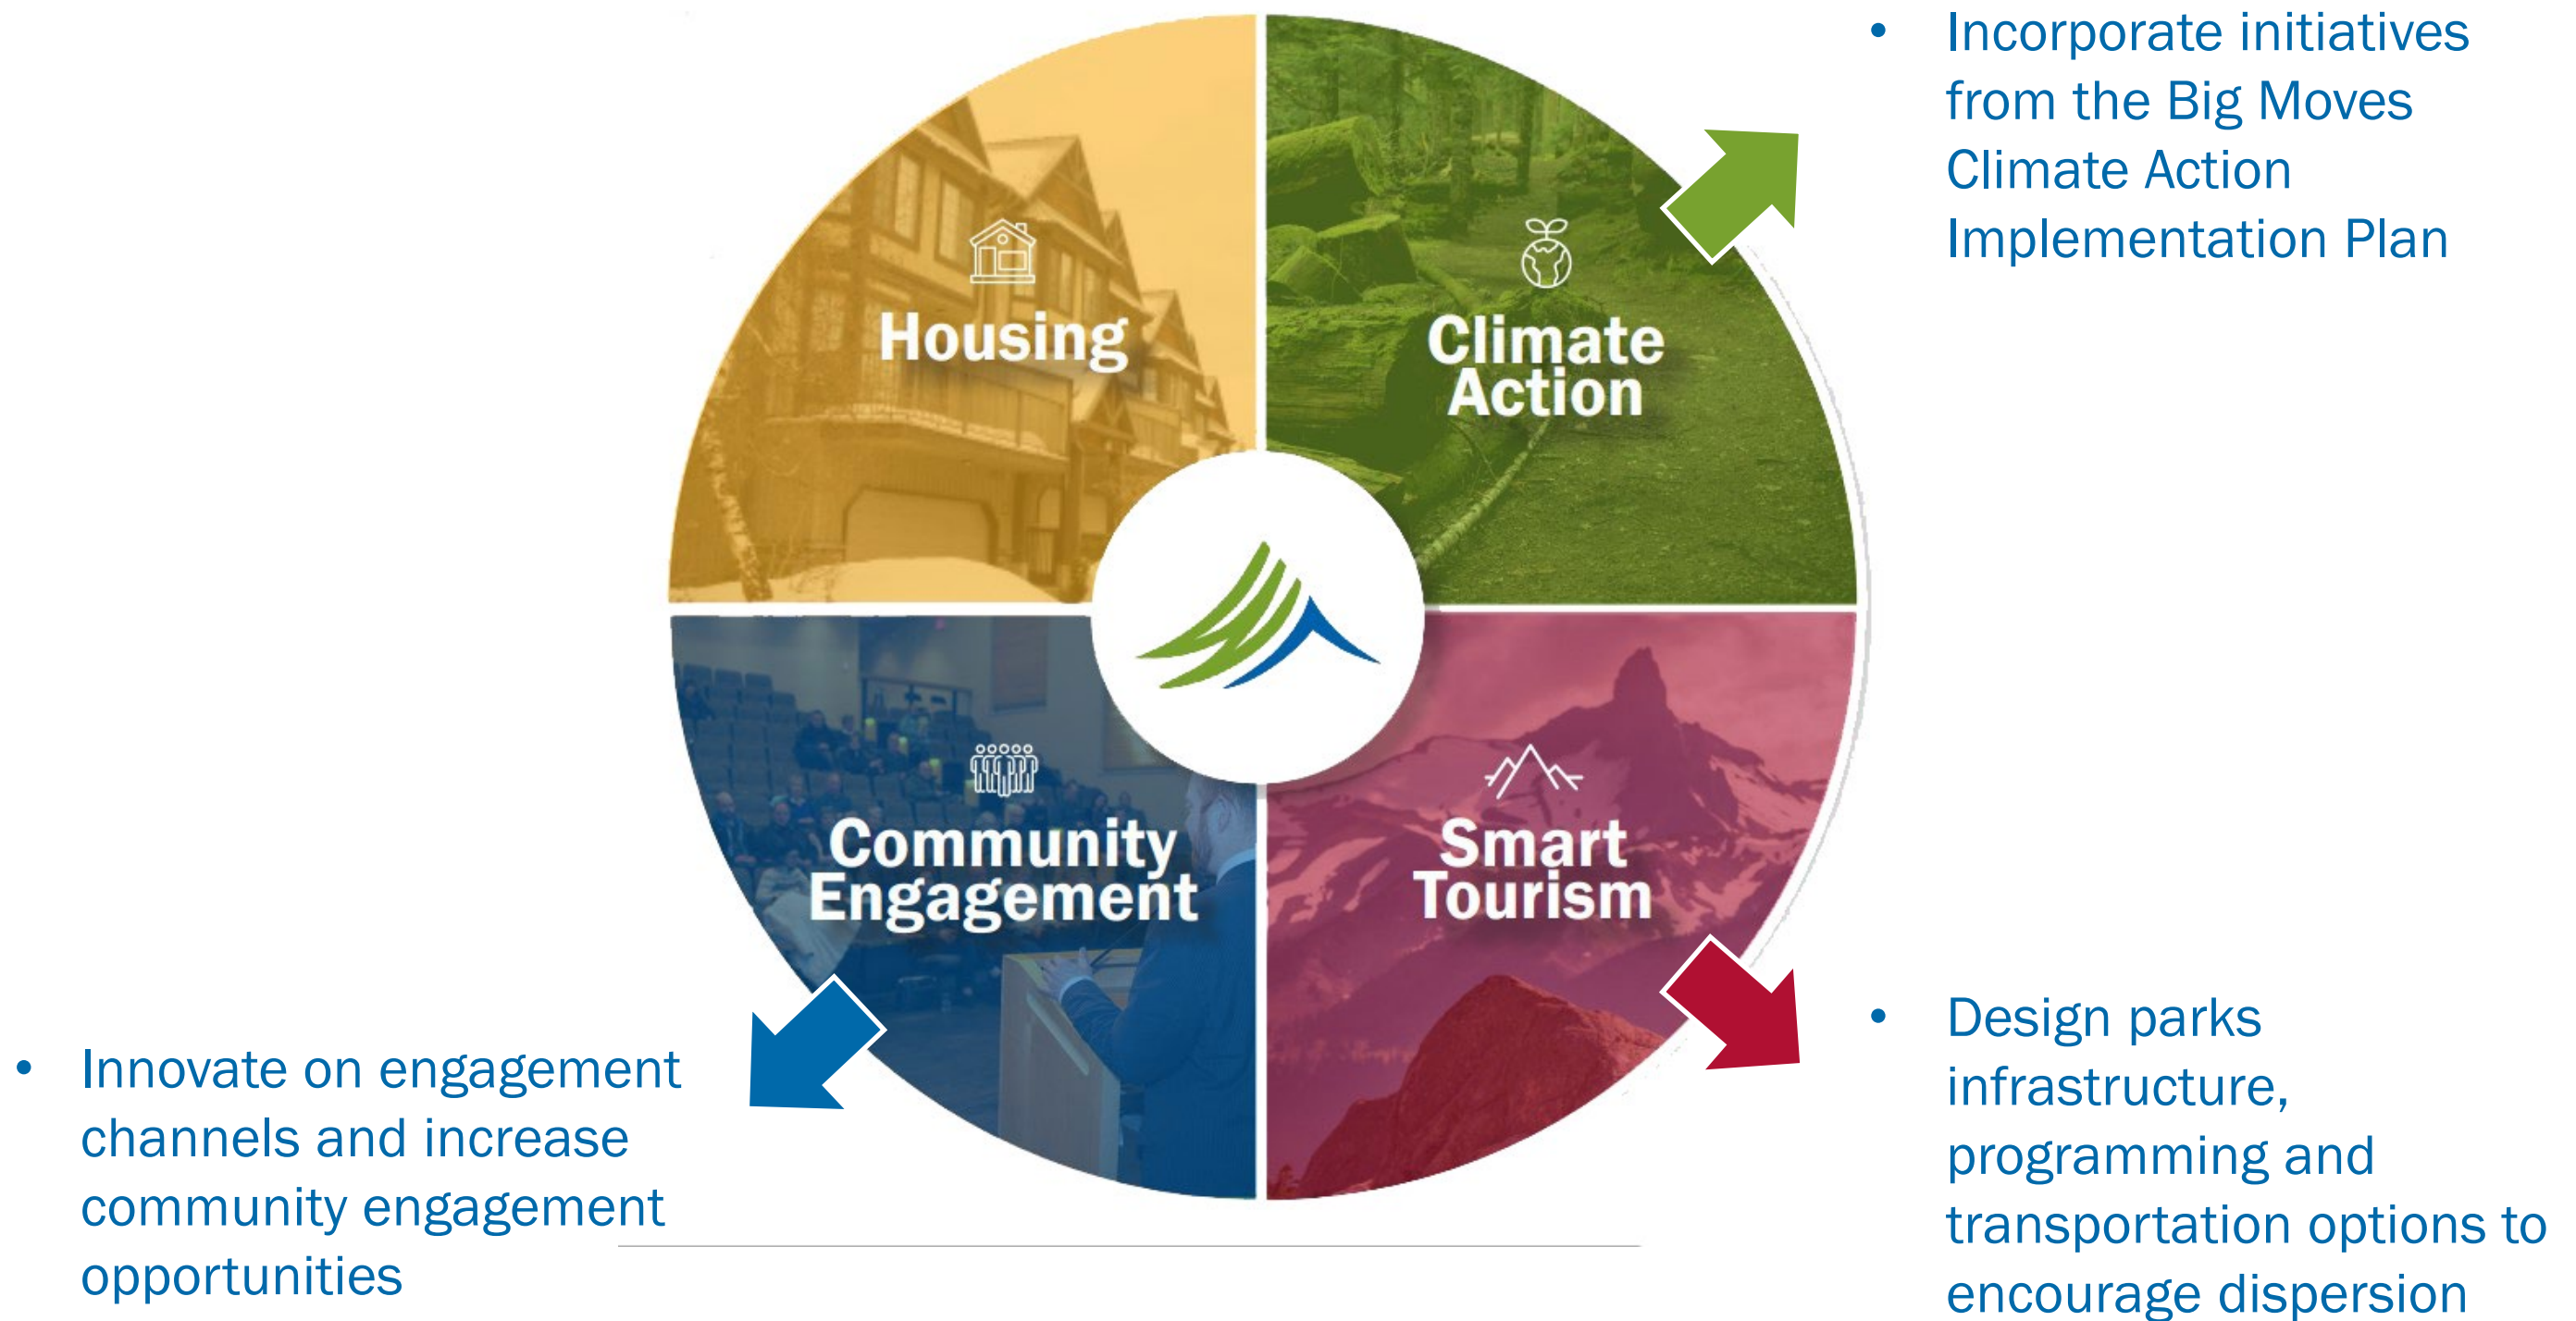 • Incorporate initiatives
from the Big Moves
Climate Action
Implementation Plan
Housing
Climate
Action
Community
Engagement
Smart
Tourism
• Innovate on engagement
channels and increase
community engagement
opportunities
• Design parks
infrastructure,
programming and
transportation options to
encourage dispersion